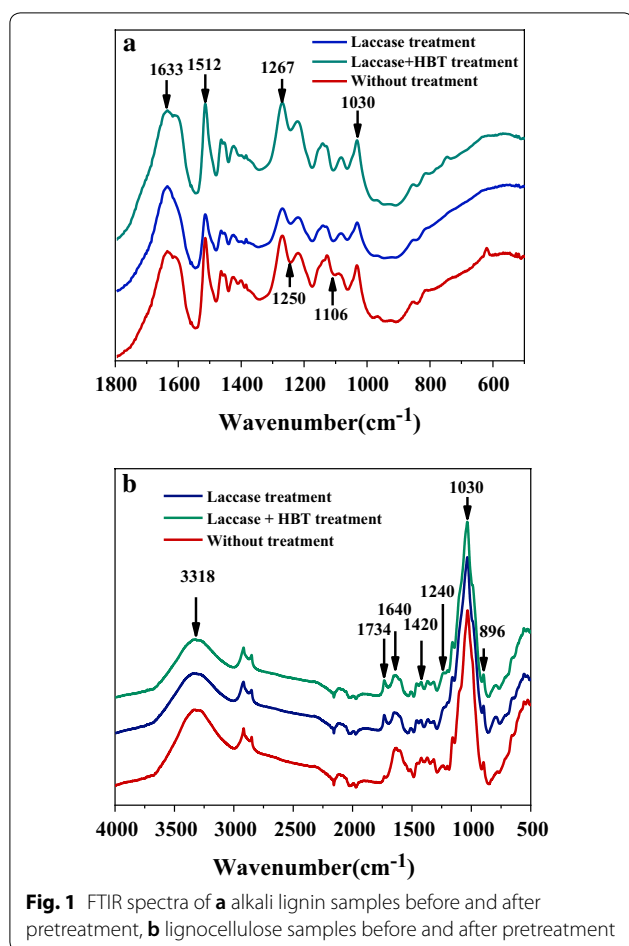 a
Laccase treatment
Laccase+HBT treatment
Without treatment
1633
1512
1267
1030
1250
1106
1800 1600 1400 1200 1000 800 600
Wavenumber(cm-1)
b
Laccase treatment
Laccase + HBT treatment
Without treatment
1030
3318
1734
1640
1420
1240
896
4000 3500 3000 2500 2000 1500 1000 500
Wavenumber(cm-1)
Fig. 1 FTIR spectra of a alkali lignin samples before and after
pretreatment, b lignocellulose samples before and after pretreatment